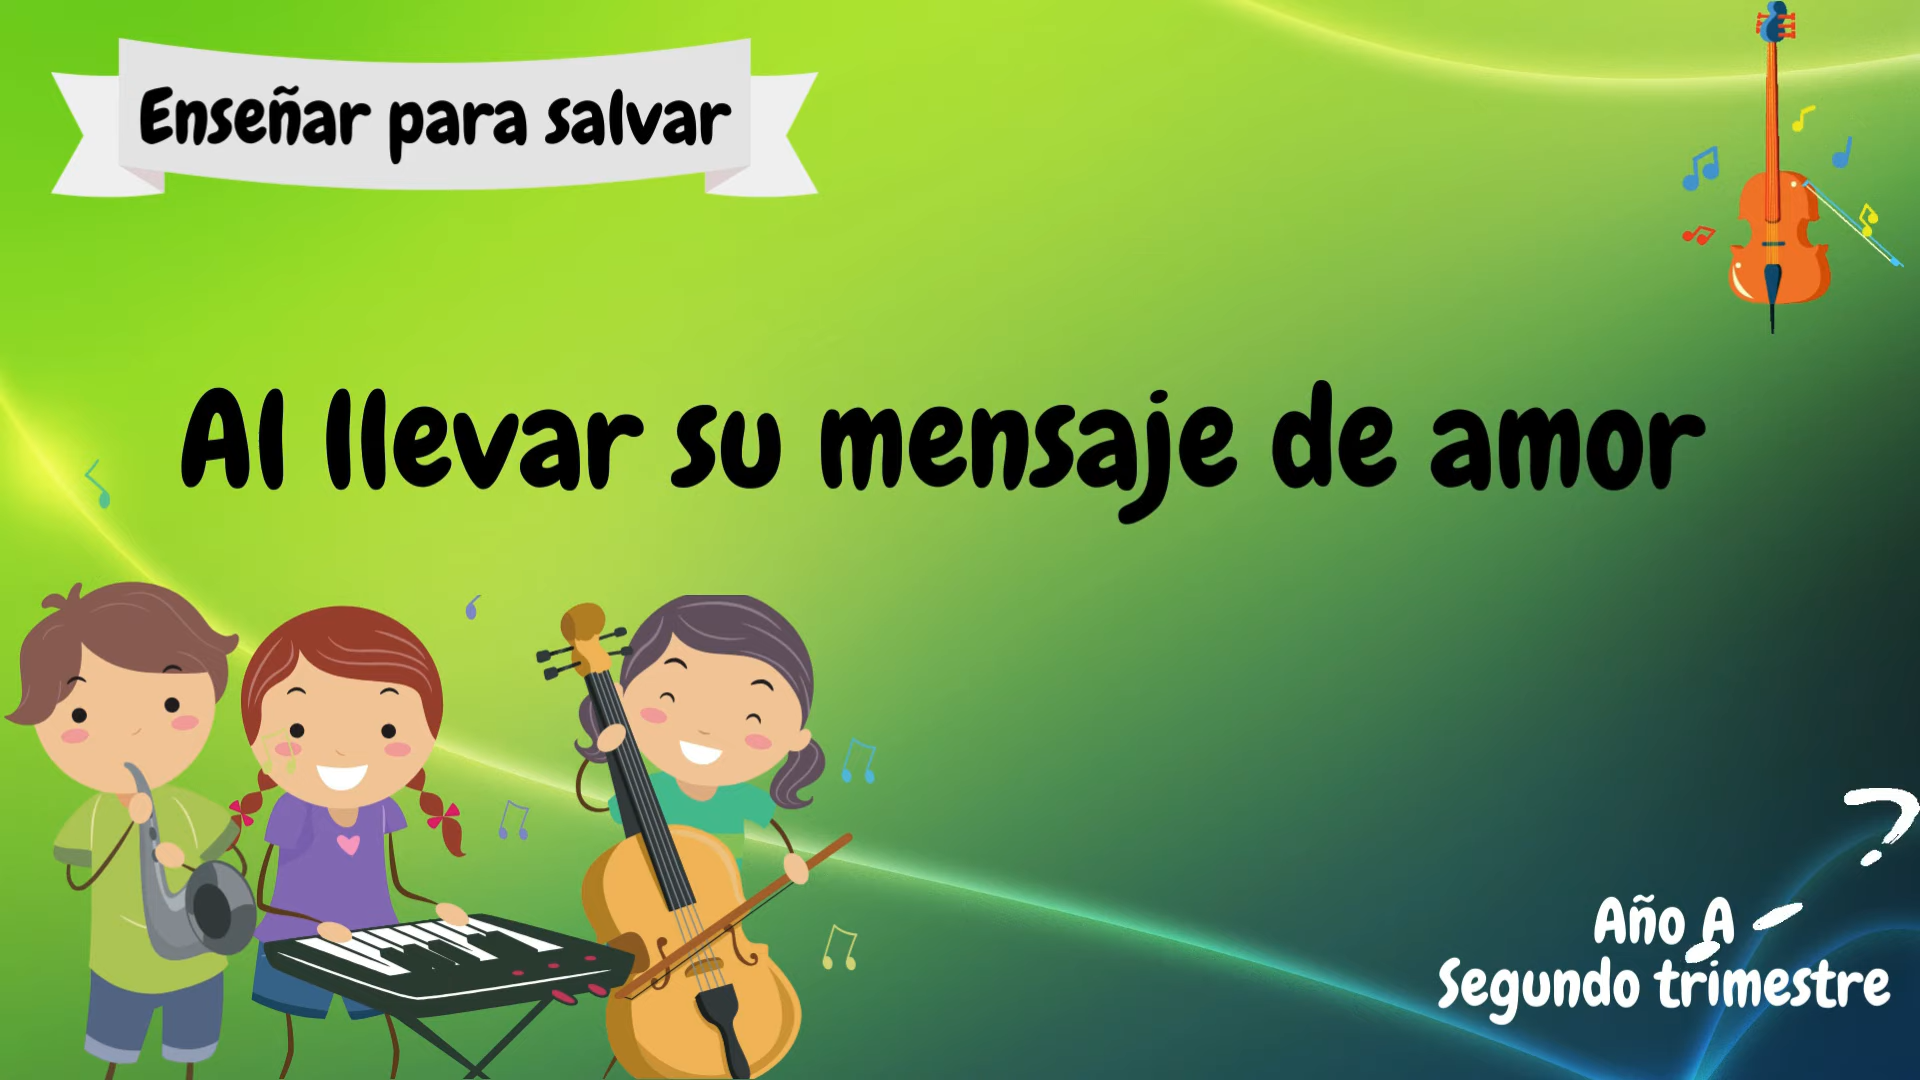 Enseñar para salvar
Al llevar su mensaje de amor
Año A
Segundo trimestre